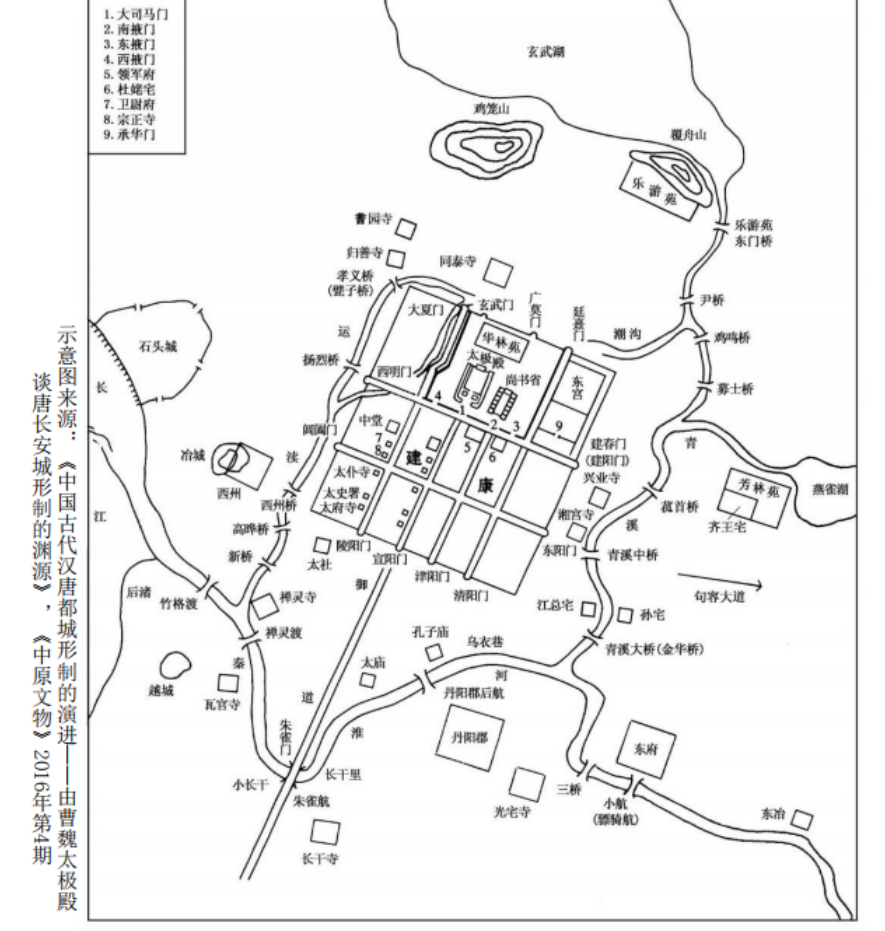 1. 大司马门
2. 南掖门
3. 东掖门
4. 西掖门
5. 领军府
6. 杜姥宅
7. 卫尉府
8. 宗正寺
9. 承华门
玄武湖
鸡笼山
覆舟山
乐游苑
乐游苑
东门桥
耆园寺
归善寺
孝义桥
(甓子桥)
同泰寺
尹桥
大夏门
玄武门
广莫门
延熹门
潮沟
鸡鸣桥
运
华林苑
太极殿
石头城
扬烈桥
西明门
尚书省
东宫
募士桥
长
4
1
2
3
9
阊阖门
中堂
7
8
建
5
6
康
建春门
(建阳门)
青
冶城
渎
太仆寺
兴业寺
芳林苑
燕雀湖
西州
太史署
太府寺
湘宫寺
菰首桥
齐王宅
西州桥
江
高晔桥
陵阳门
宣阳门
东阳门
溪
青溪中桥
新桥
太社
御
津阳门
清阳门
句容大道
后渚
竹格渡
禅灵寺
江总宅
孙宅
禅灵渡
孔子庙
乌衣巷
青溪大桥(金华桥)
秦
太庙
河
越城
瓦官寺
道
丹阳郡后航
朱雀门
淮
丹阳郡
东府
小长干
长干里
朱雀航
三桥
小航
(骠骑航)
光宅寺
东冶
长干寺
示意图来源：《中国古代汉唐都城形制的演进——由曹魏太极殿
谈唐长安城形制的渊源》，《中原文物》2016年第4期